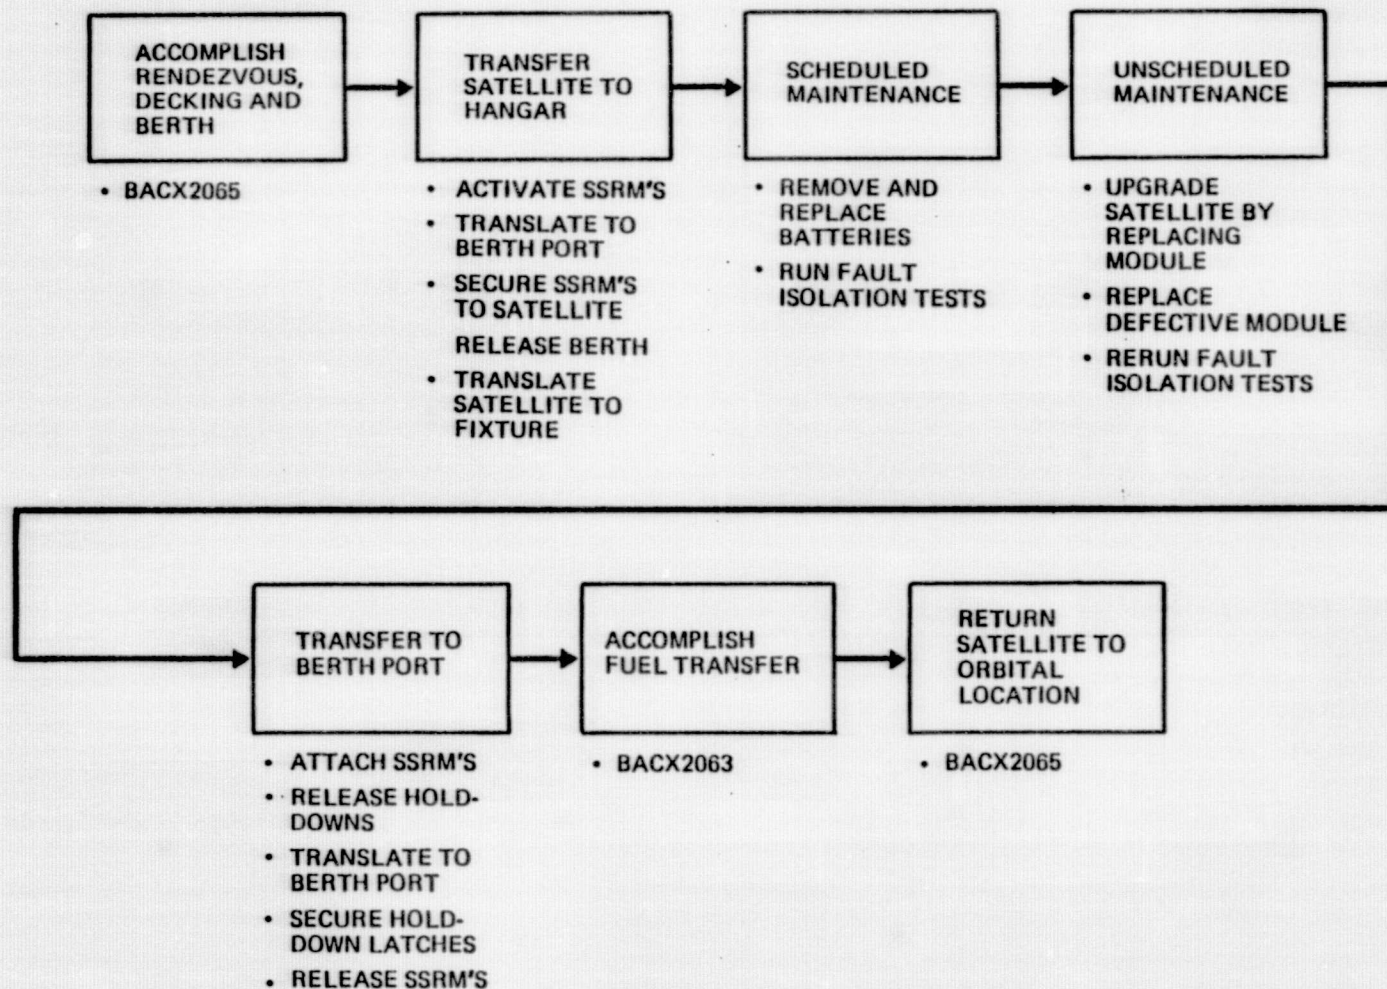 ACCOMPLISH
RENDEZVOUS,
DECKING AND
BERTH
• BACX2065
TRANSFER
SATELLITE TO
HANGAR
• ACTIVATE SSRM'S
• TRANSLATE TO
BERTH PORT
• SECURE SSRM'S
TO SATELLITE
RELEASE BERTH
• TRANSLATE
SATELLITE TO
FIXTURE
SCHEDULED
MAINTENANCE
• REMOVE AND
REPLACE
BATTERIES
• RUN FAULT
ISOLATION TESTS
UNSCHEDULED
MAINTENANCE
• UPGRADE
SATELLITE BY
REPLACING
MODULE
• REPLACE
DEFECTIVE MODULE
• RERUN FAULT
ISOLATION TESTS
TRANSFER TO
BERTH PORT
• ATTACH SSRM'S
• RELEASE HOLD-
DOWNS
• TRANSLATE TO
BERTH PORT
• SECURE HOLD-
DOWN LATCHES
• RELEASE SSRM'S
ACCOMPLISH
FUEL TRANSFER
• BACX2063
RETURN
SATELLITE TO
ORBITAL
LOCATION
• BACX2065